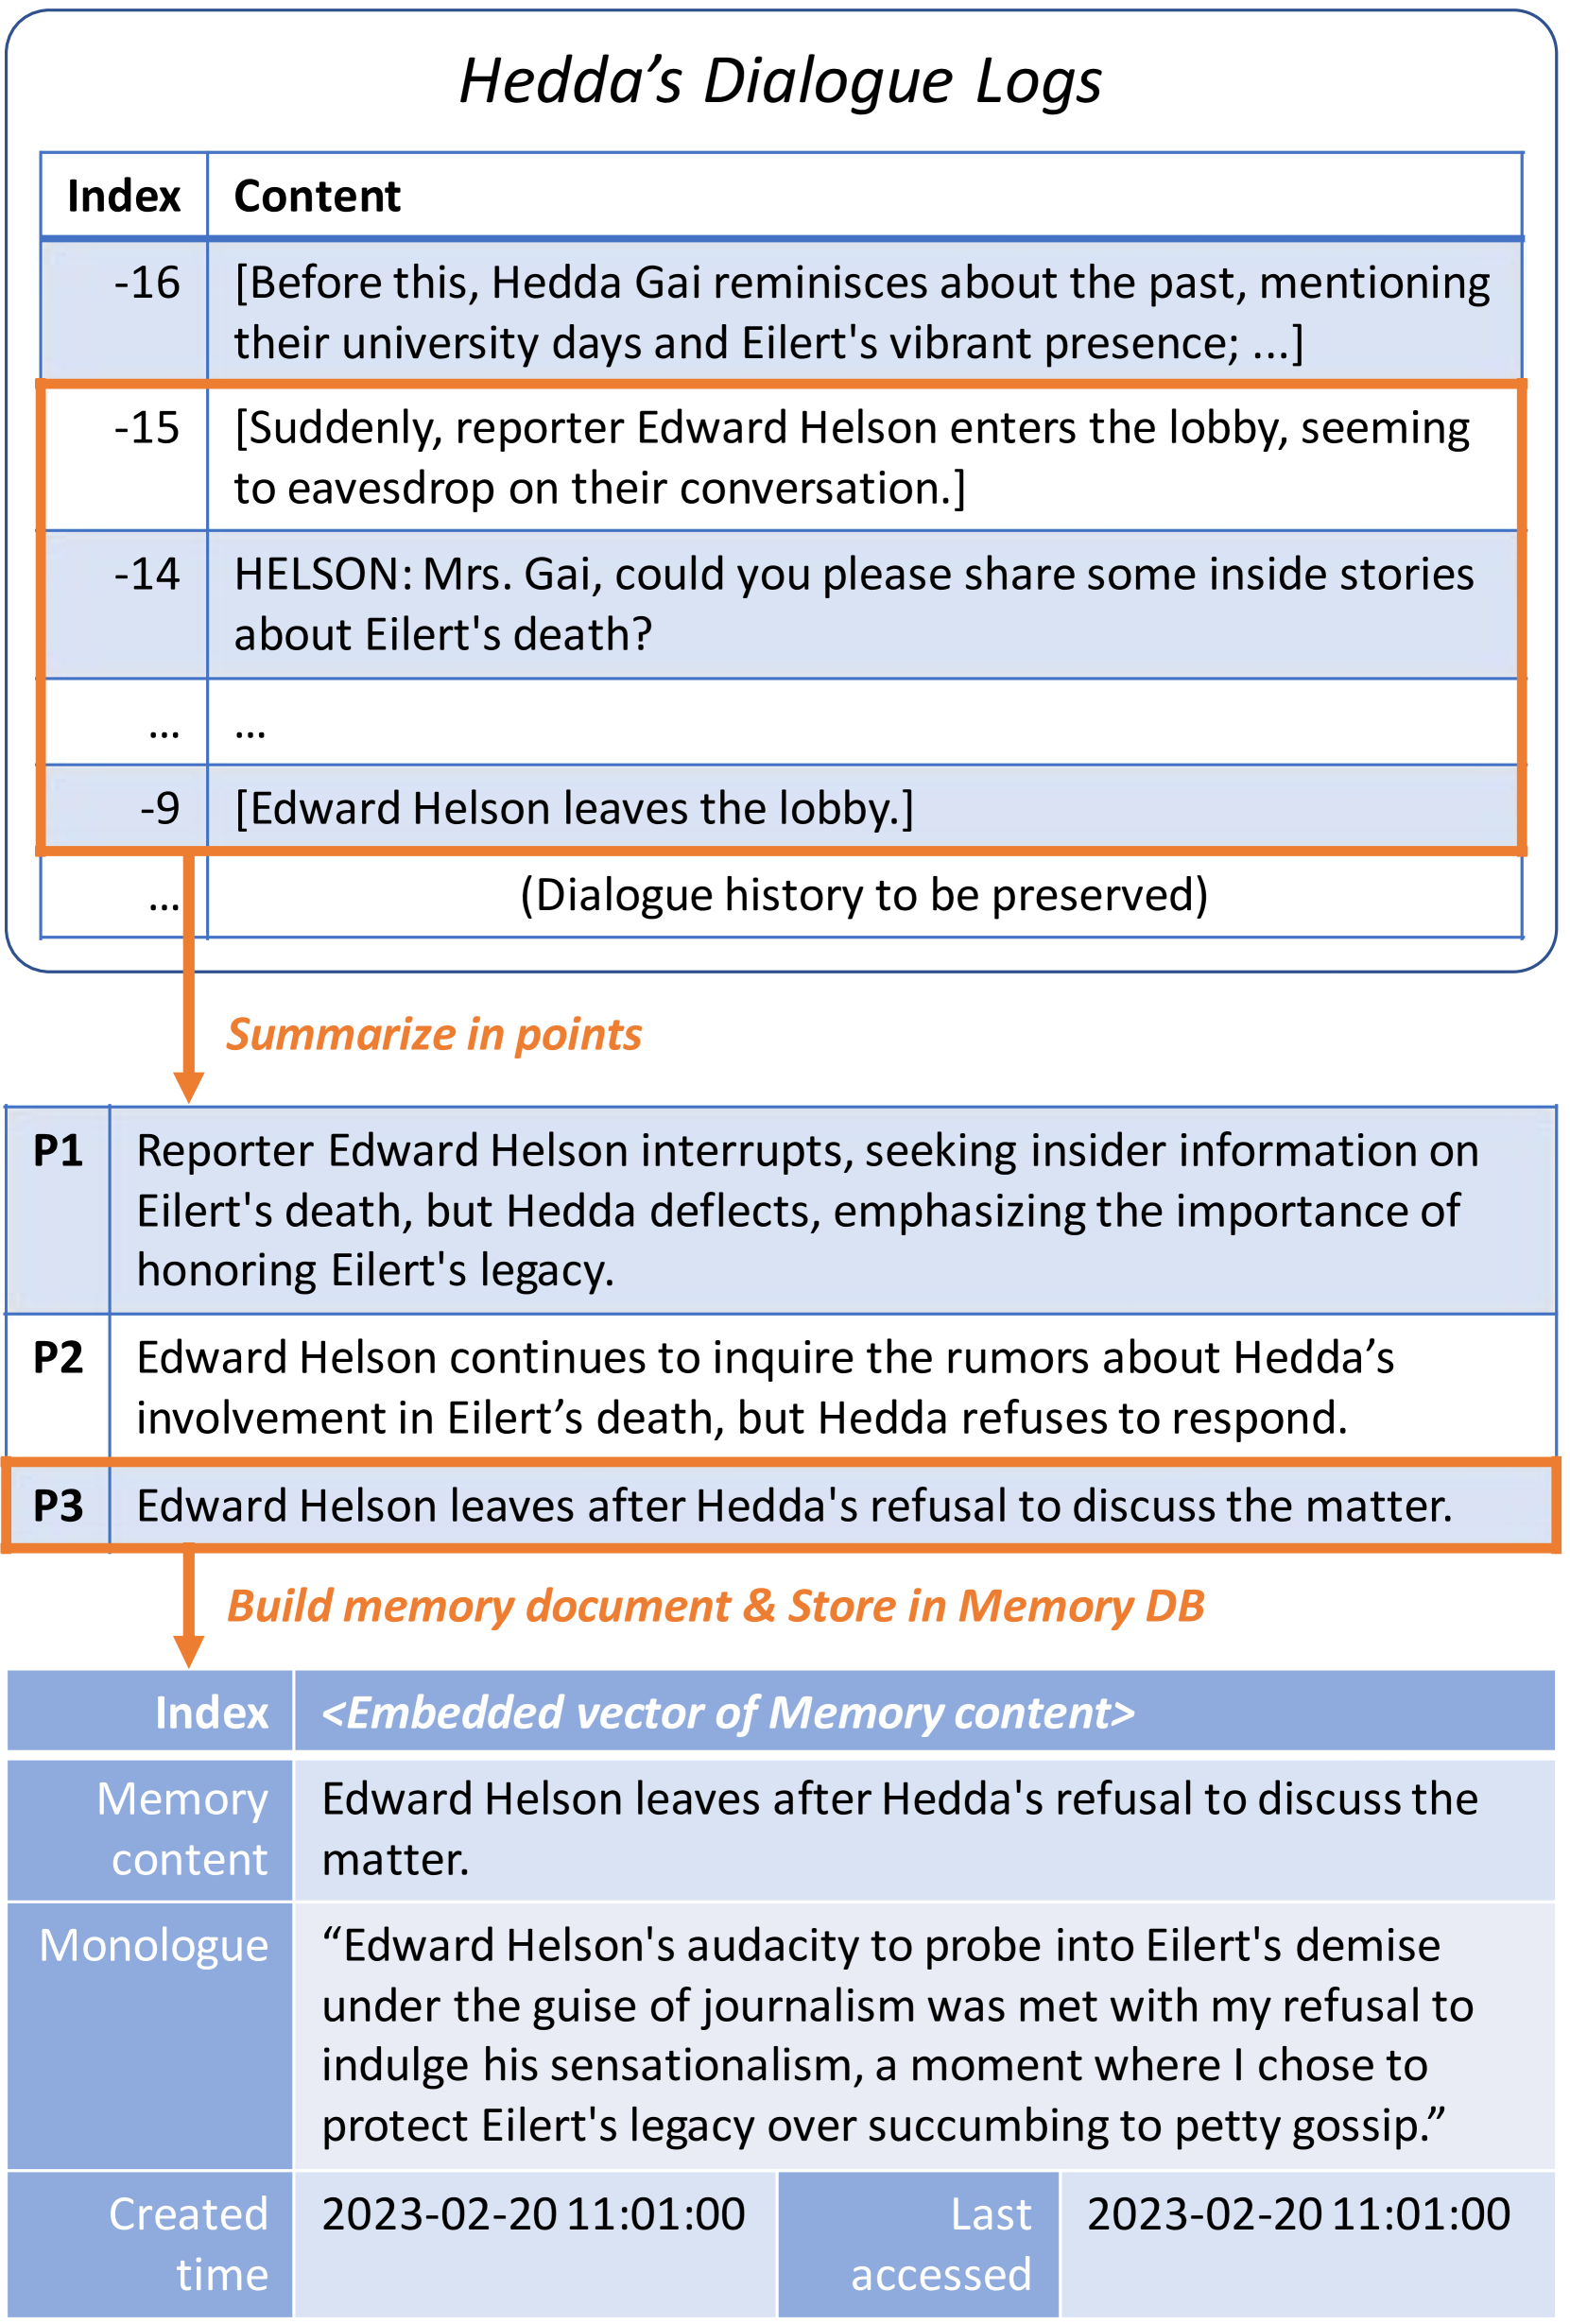 Hedda’s Dialogue Logs
Index Content
-16 [Before this, Hedda Gai reminisces about the past, mentioning
their university days and Eilert's vibrant presence; ...]
-15 [Suddenly, reporter Edward Helson enters the lobby, seeming
to eavesdrop on their conversation.]
-14 HELSON: Mrs. Gai, could you please share some inside stories
about Eilert's death?
... ...
-9 [Edward Helson leaves the lobby.]
... (Dialogue history to be preserved)
Summarize in points
P1 Reporter Edward Helson interrupts, seeking insider information on
Eilert's death, but Hedda deflects, emphasizing the importance of
honoring Eilert's legacy.
P2 Edward Helson continues to inquire the rumors about Hedda’s
involvement in Eilert’s death, but Hedda refuses to respond.
P3 Edward Helson leaves after Hedda's refusal to discuss the matter.
Build memory document & Store in Memory DB
Index <Embedded vector of Memory content>
Memory content Edward Helson leaves after Hedda's refusal to discuss the
matter.
Monologue “Edward Helson's audacity to probe into Eilert's demise
under the guise of journalism was met with my refusal to
indulge his sensationalism, a moment where I chose to
protect Eilert's legacy over succumbing to petty gossip.”
Created time 2023-02-20 11:01:00 Last accessed 2023-02-20 11:01:00